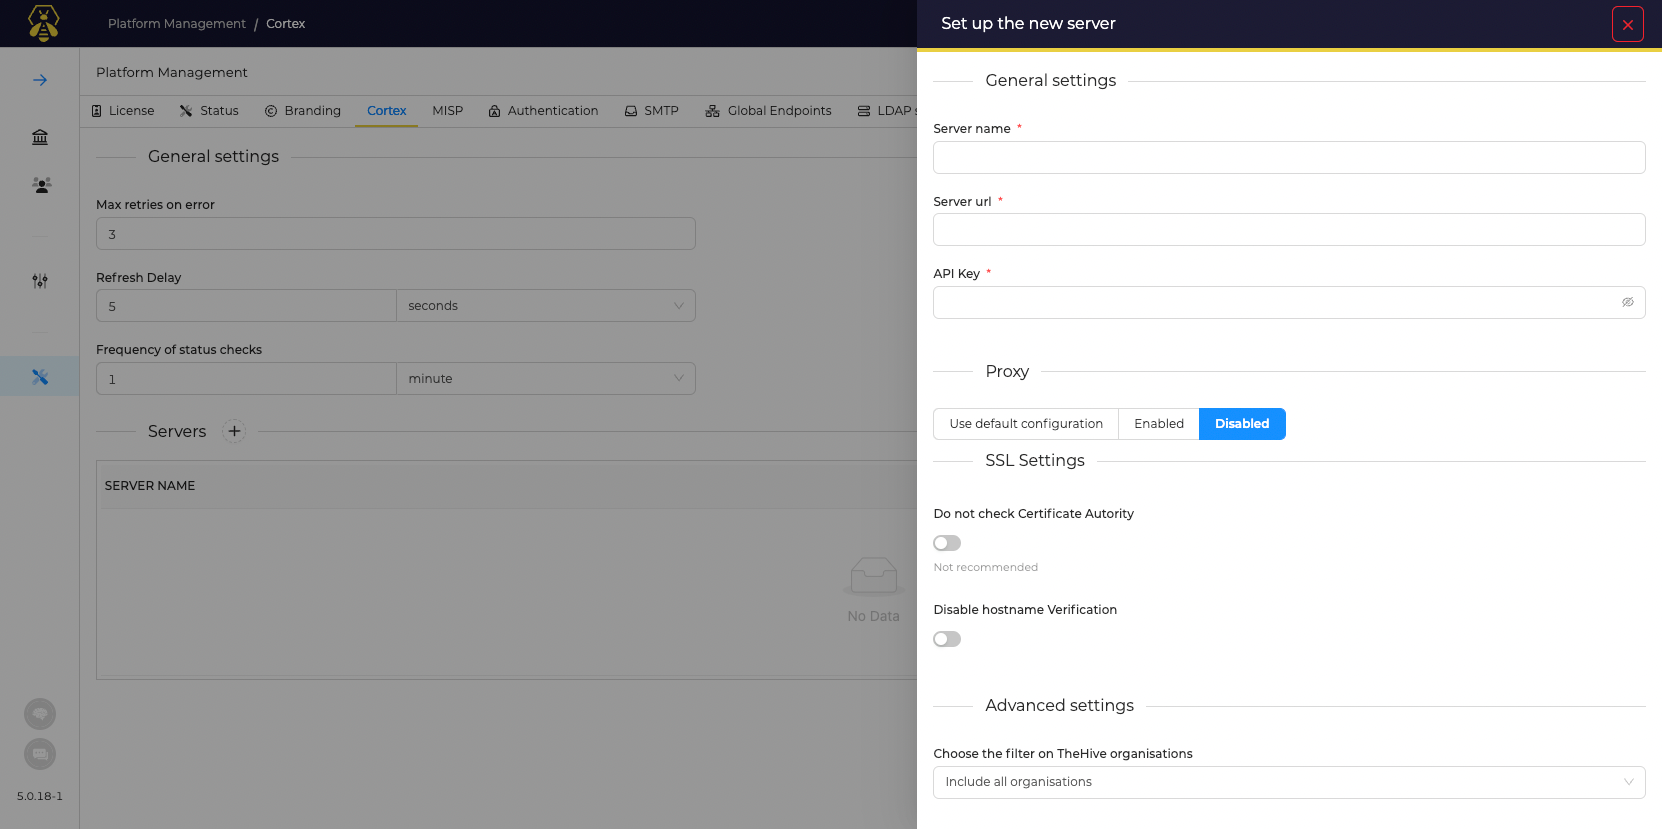 Platform Management / Cortex
Set up the new server
Platform Management
License
Status
Branding
Cortex
MISP
Authentication
SMTP
Global Endpoints
LDAP s
General settings
Max retries on error
3
Refresh Delay
5
seconds
Frequency of status checks
1
minute
Servers
SERVER NAME
No Data
5.0.18-1
General settings
Server name *
Server url *
API Key *
Proxy
Use default configuration
Enabled
Disabled
SSL Settings
Do not check Certificate Autority
Not recommended
Disable hostname Verification
Advanced settings
Choose the filter on TheHive organisations
Include all organisations